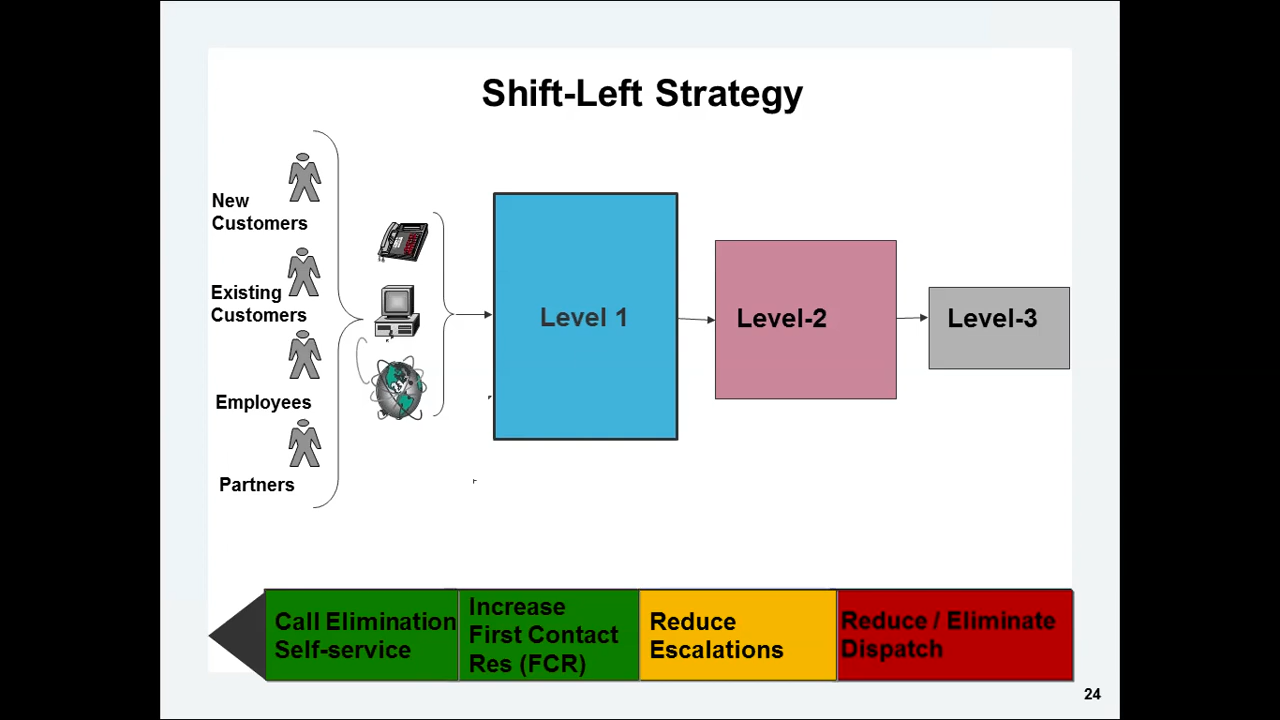 Shift-Left Strategy
New
Customers
Existing
Customers
Employees
Partners
Level 1
Level-2
Level-3
Call Elimination
Self-service
Increase
First Contact
Res (FCR)
Reduce
Escalations
Reduce / Eliminate
Dispatch
24